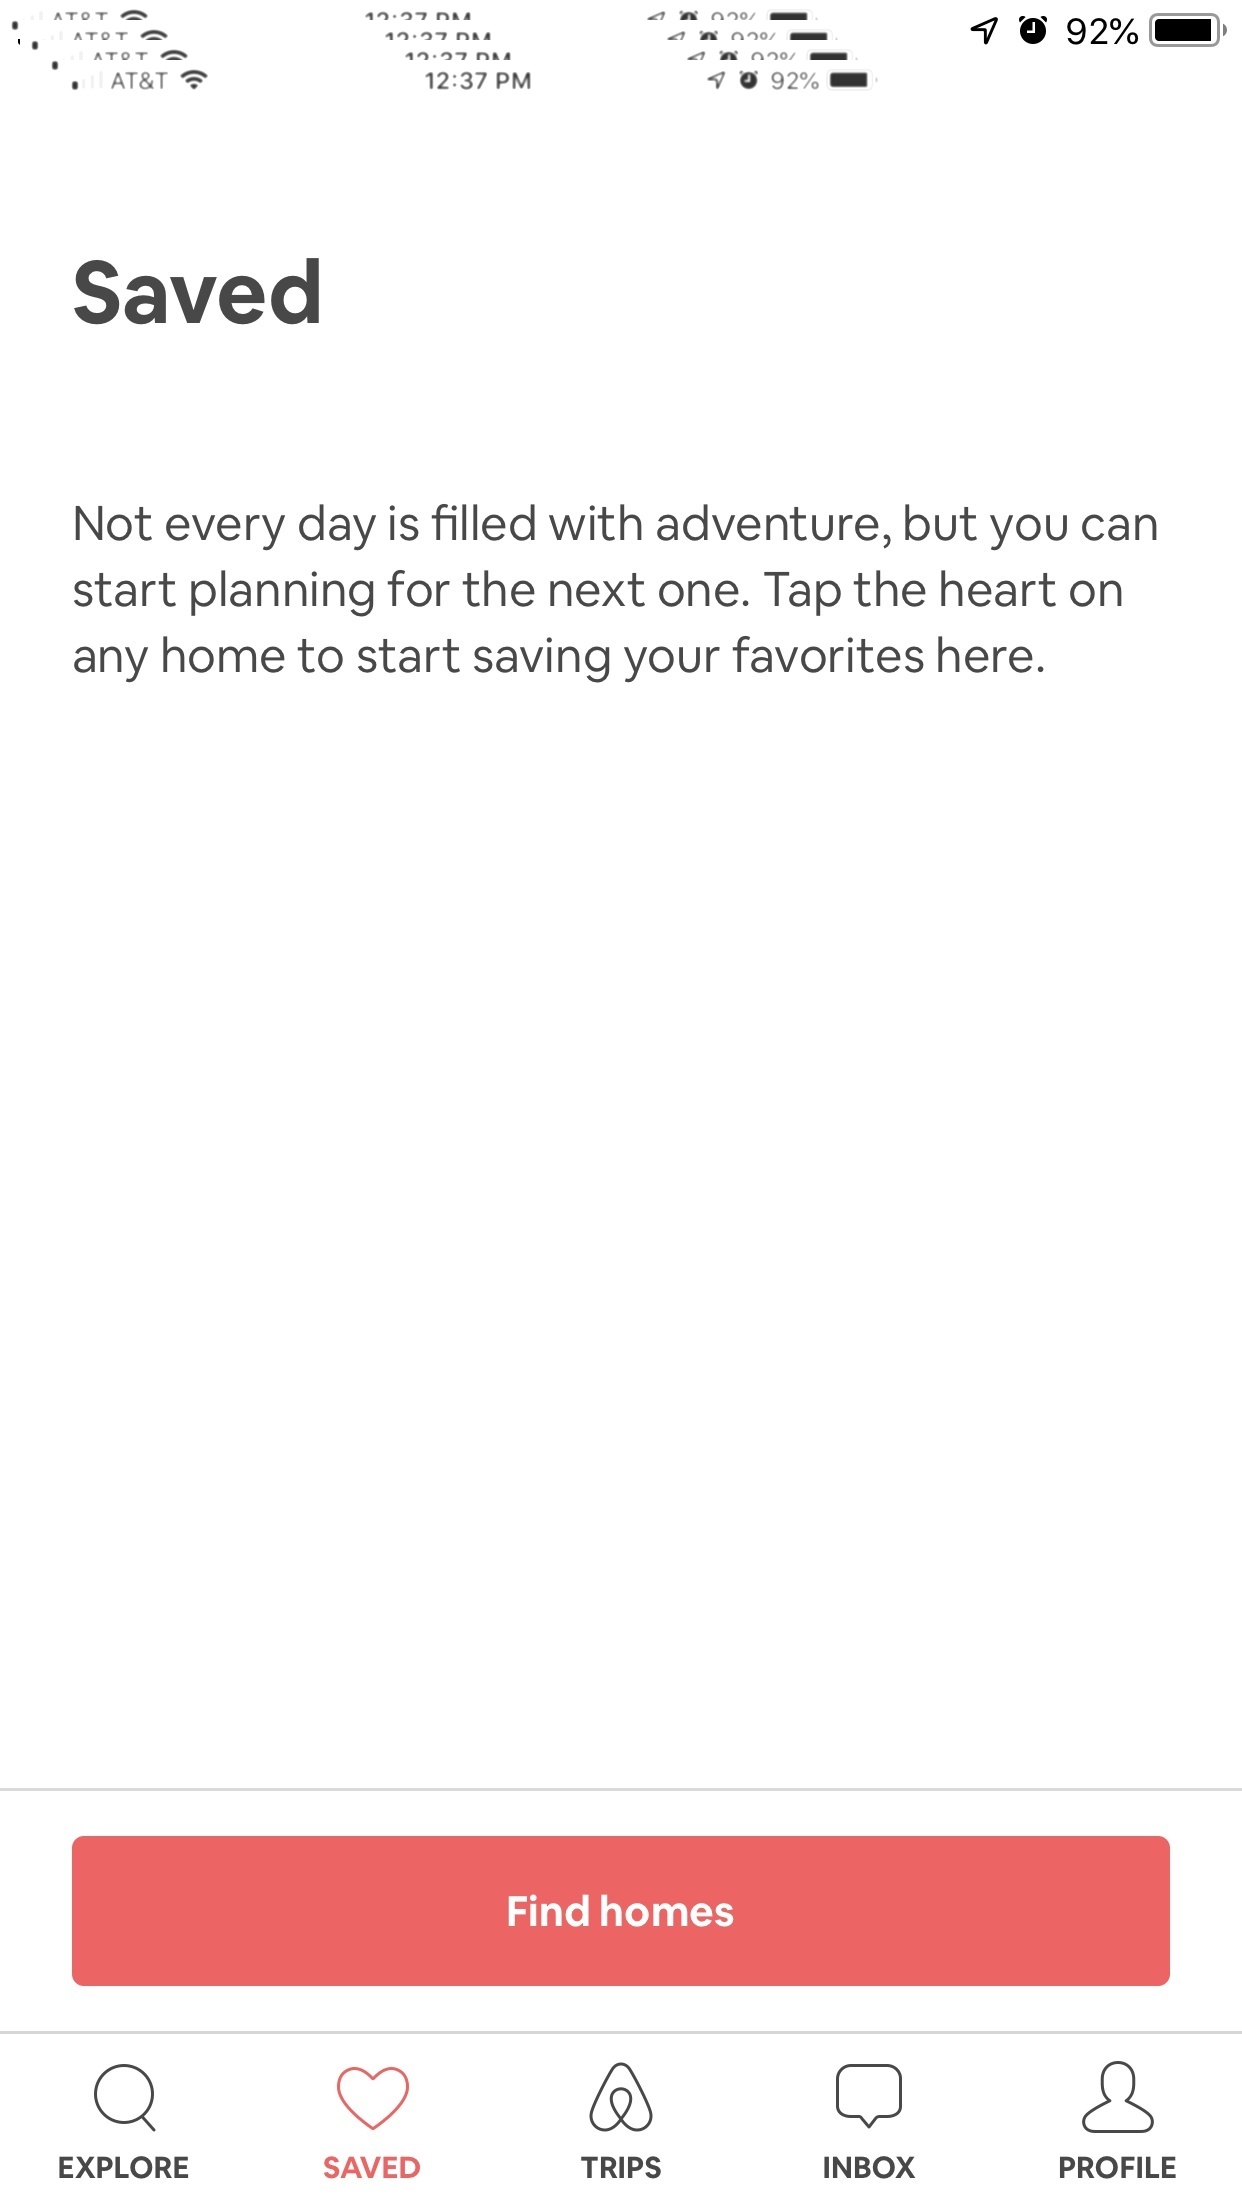 92%
AT&T 12:37 PM 92%
Saved
Not every day is filled with adventure, but you can
start planning for the next one. Tap the heart on
any home to start saving your favorites here.
Find homes
EXPLORE SAVED TRIPS INBOX PROFILE